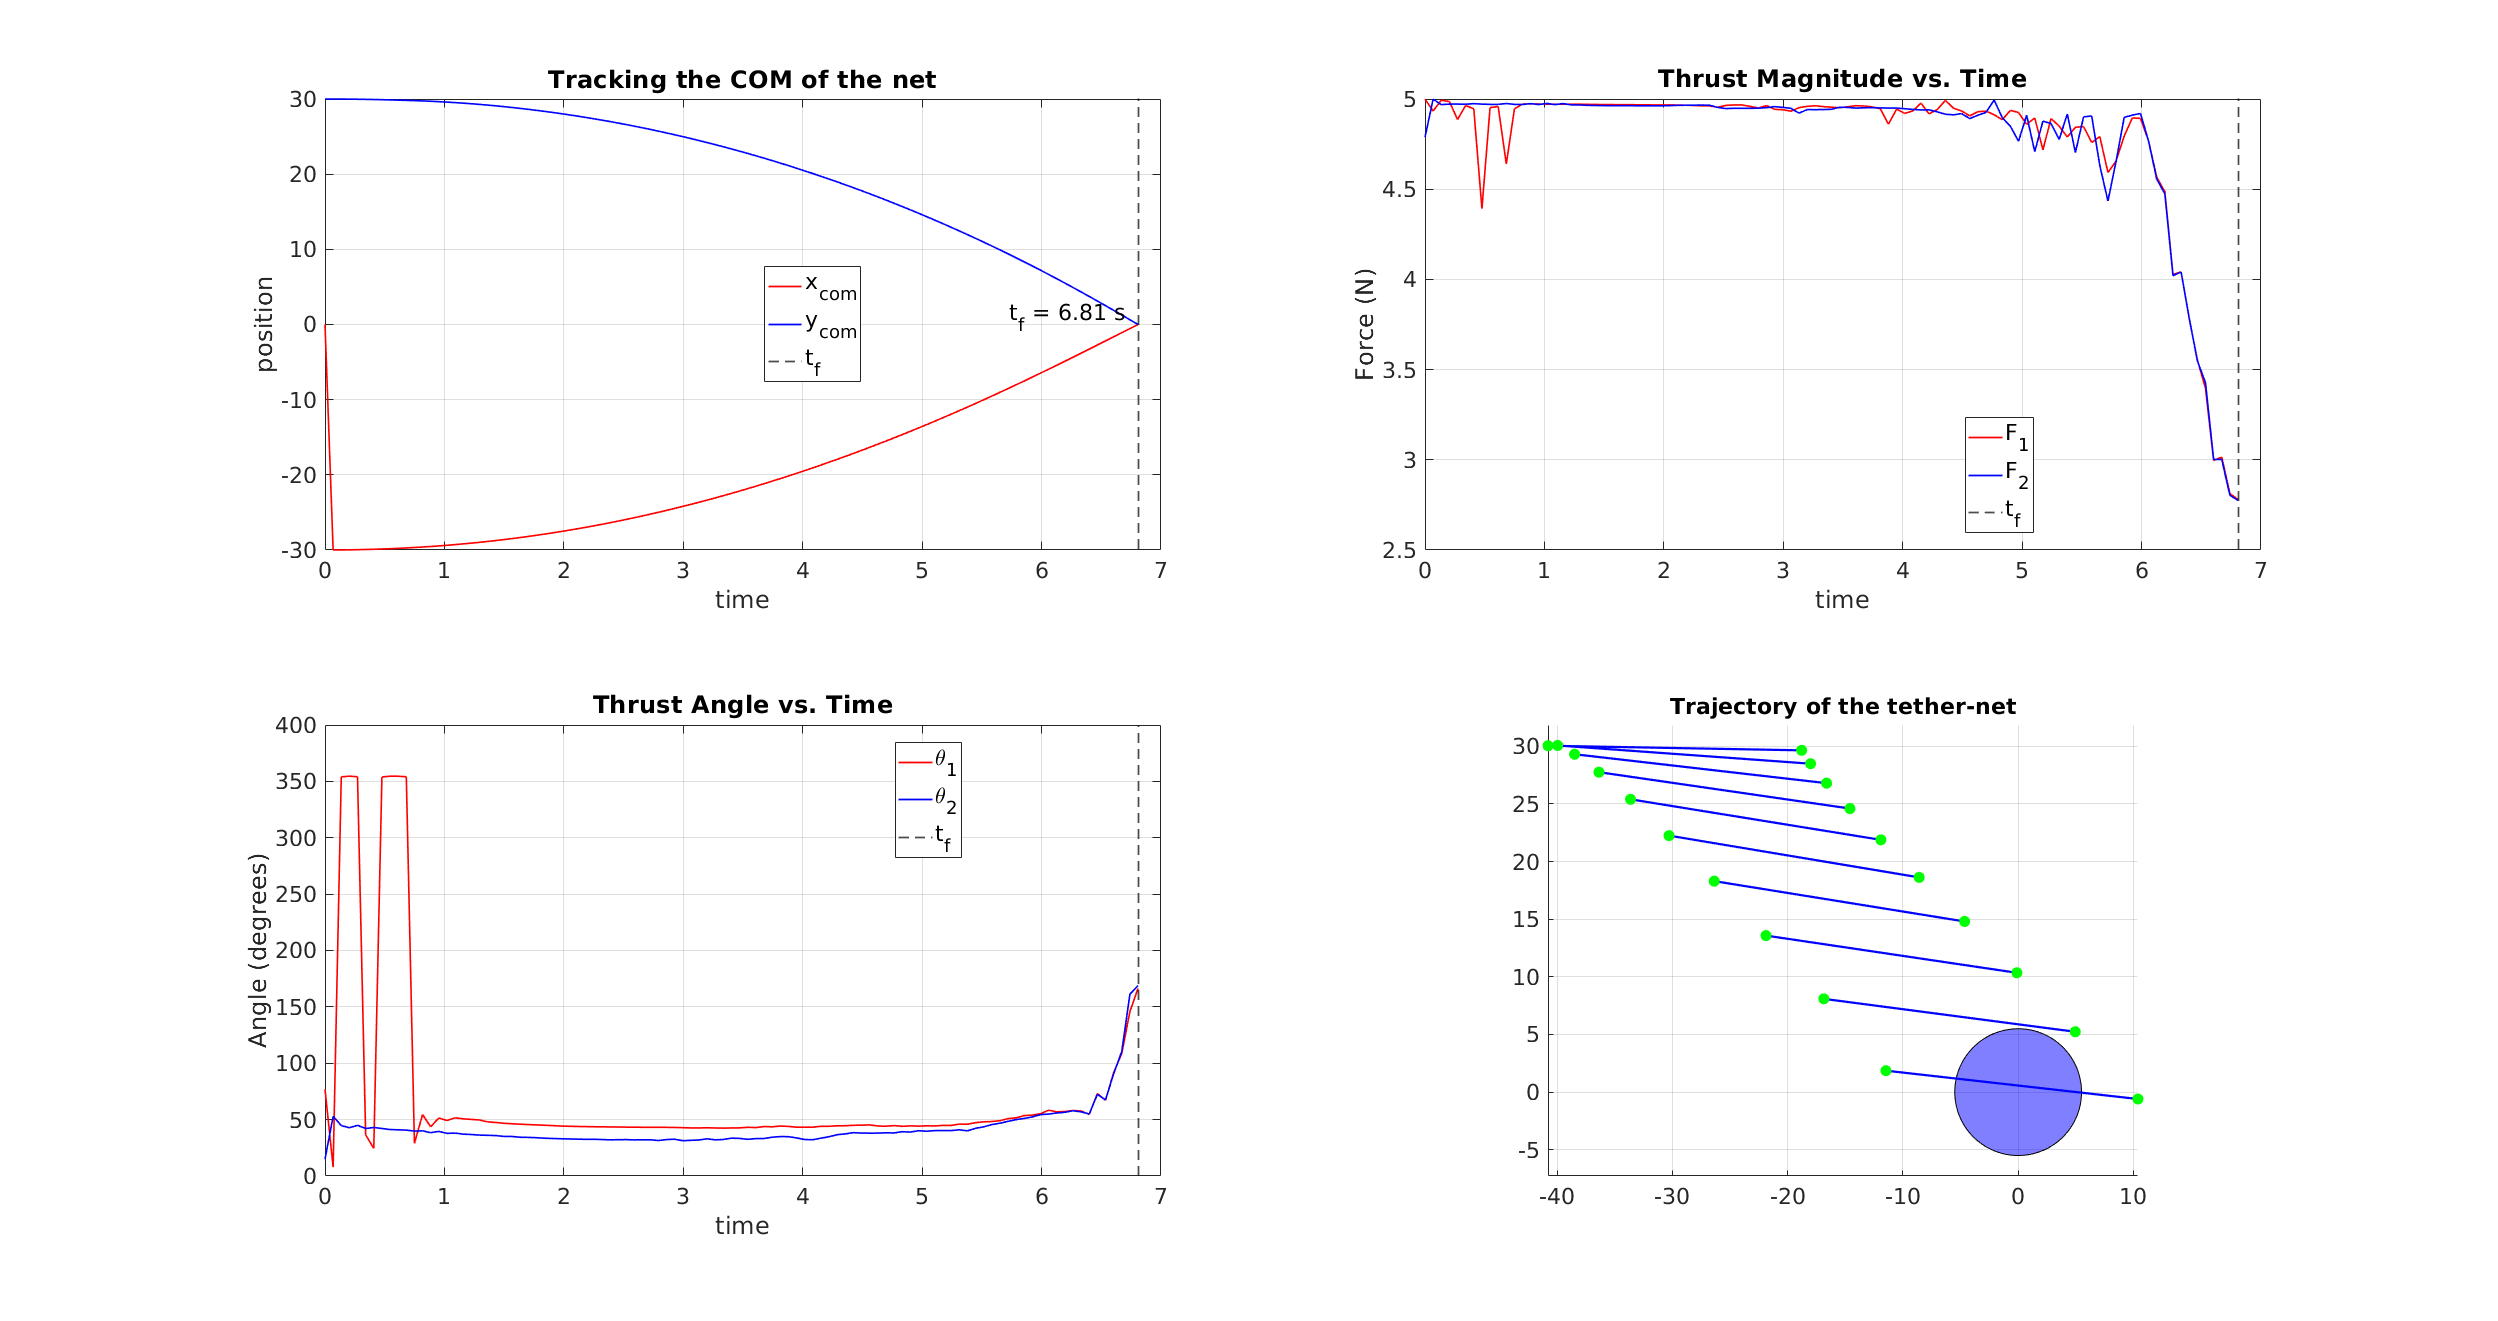 Tracking the COM of the net
30
20
10
0
-10
-20
-30
position
x_com
y_com
t_f
t_f = 6.81 s
0 1 2 3 4 5 6 7
time
Thrust Magnitude vs. Time
5
4.5
4
3.5
3
2.5
Force (N)
F_1
F_2
t_f
0 1 2 3 4 5 6 7
time
Thrust Angle vs. Time
400
350
300
250
200
150
100
50
0
Angle (degrees)
θ_1
θ_2
t_f
0 1 2 3 4 5 6 7
time
Trajectory of the tether-net
30
25
20
15
10
5
0
-5
-40 -30 -20 -10 0 10